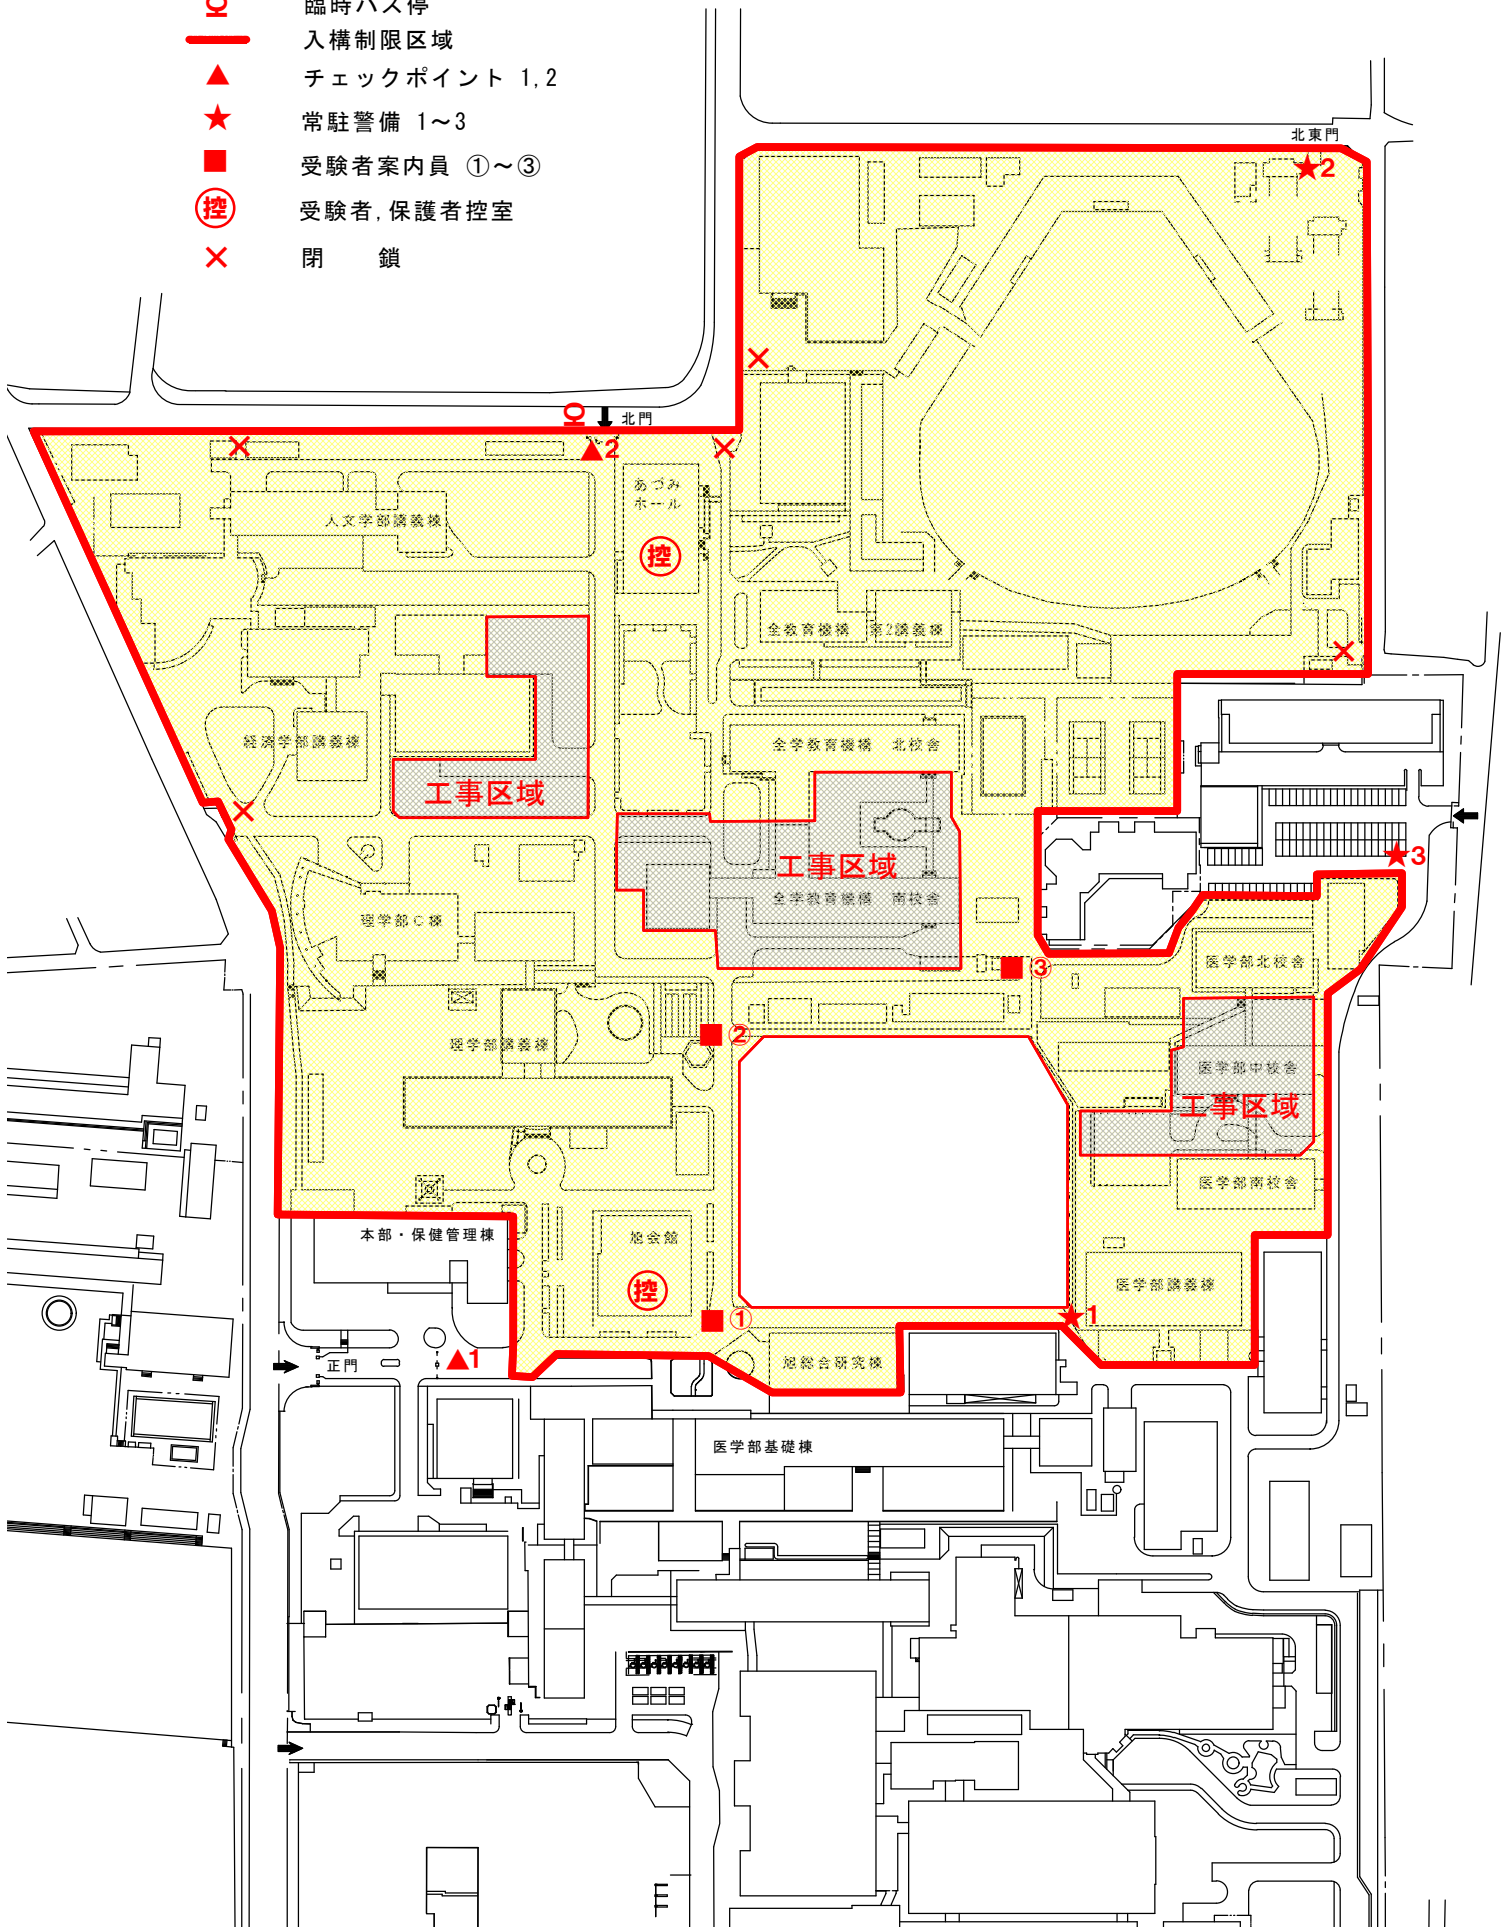 臨時バス停
入構制限区域
チェックポイント 1,2
常駐警備 1～3
受験者案内員 ①～③
控 受験者,保護者控室
閉　鎖
北東門
2
北門
2
あづみ
ホール
人文学部講義棟
控
全教育機構 第2講義棟
経済学部講義棟
全学教育機構 北校舎
工事区域
3
工事区域
全学教育機構 南校舎
理学部C棟
医学部北校舎
③
②
理学部講義棟
医学部中校舎
工事区域
医学部南校舎
本部・保健管理棟
旭会館
控
医学部講義棟
①
1
正門
1
旭総合研究棟
医学部基礎棟